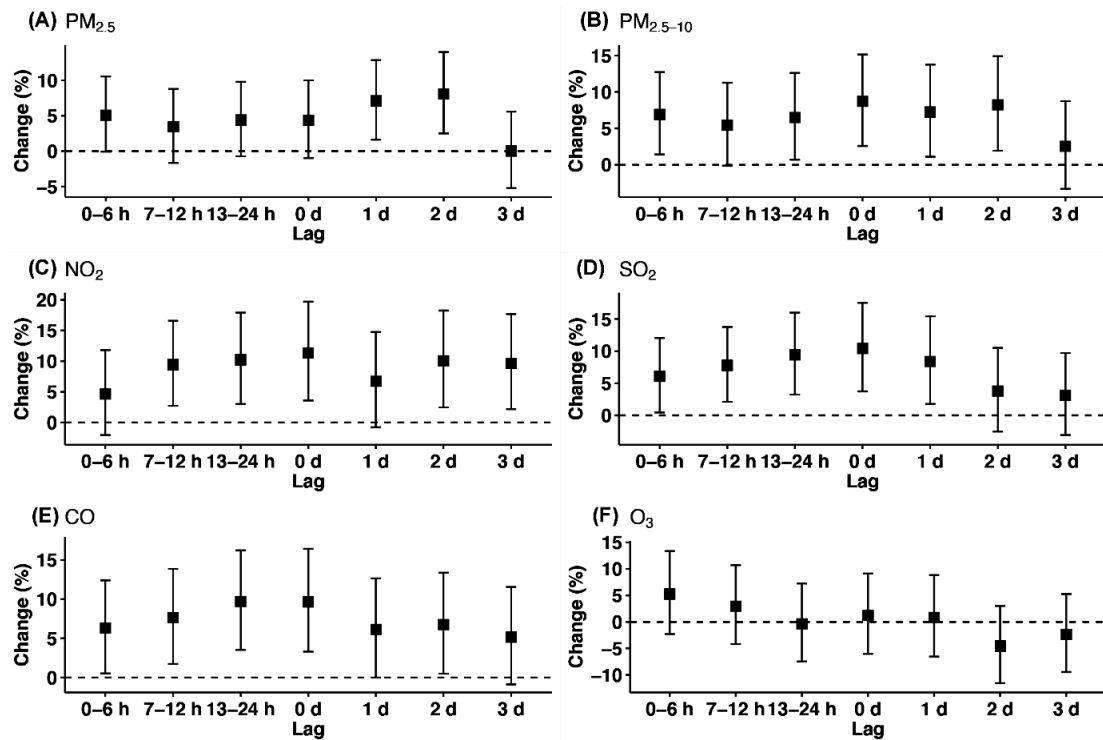 (A) PM2.5
Change (%)
10
5
0
−5
0–6 h 7–12 h 13–24 h 0 d 1 d 2 d 3 d
Lag
(B) PM2.5–10
Change (%)
15
10
5
0
0–6 h 7–12 h 13–24 h 0 d 1 d 2 d 3 d
Lag
(C) NO2
Change (%)
20
15
10
5
0
0–6 h 7–12 h 13–24 h 0 d 1 d 2 d 3 d
Lag
(D) SO2
Change (%)
15
10
5
0
0–6 h 7–12 h 13–24 h 0 d 1 d 2 d 3 d
Lag
(E) CO
Change (%)
15
10
5
0
0–6 h 7–12 h 13–24 h 0 d 1 d 2 d 3 d
Lag
(F) O3
Change (%)
15
10
5
0
−5
−10
0–6 h 7–12 h 13–24 h 0 d 1 d 2 d 3 d
Lag